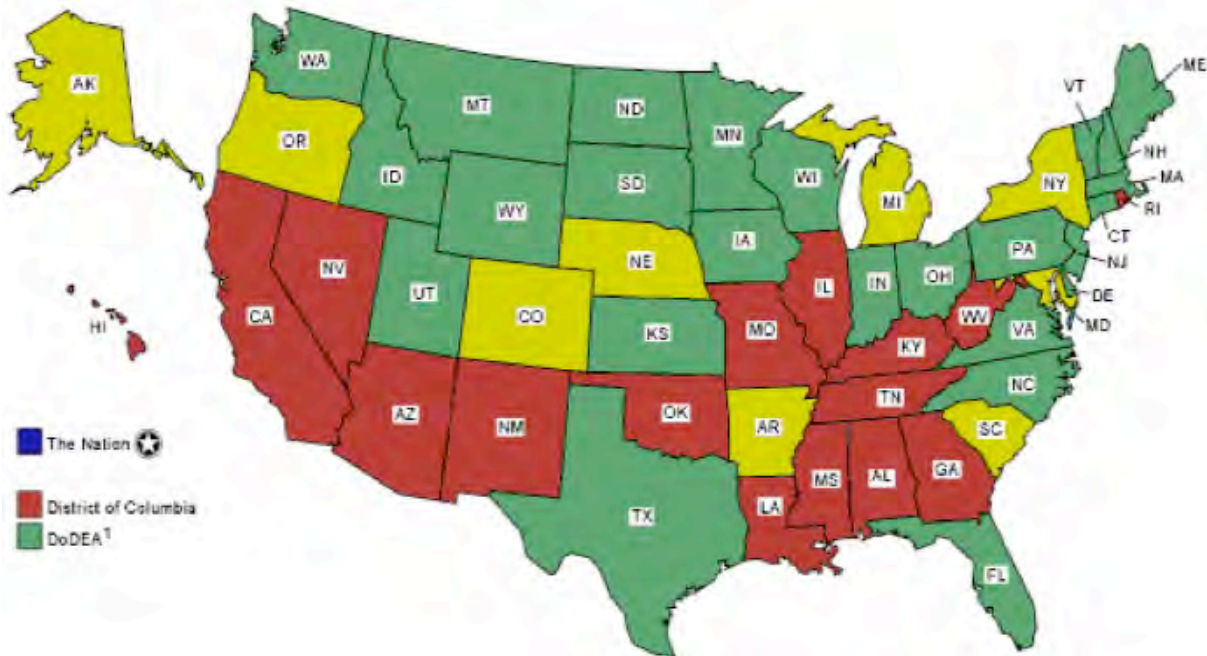 AK
WA
OR
MT
ID
WY
ND
SD
MN
WI
MI
VT
ME
NH
MA
RI
CT
NY
PA
NJ
DE
MD
CA
NV
UT
CO
NE
IA
KS
MO
IL
IN
OH
WV
VA
KY
NC
TN
SC
HI
AZ
NM
OK
AR
MS
AL
GA
LA
TX
FL
The Nation
District of Columbia
DoDEA1